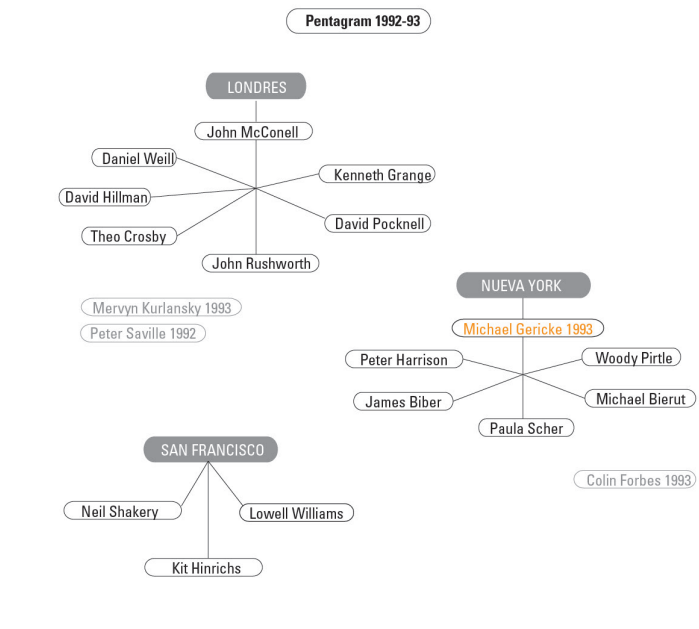 Pentagram 1992-93
LONDRES
John McConell
Daniel Weill
Kenneth Grange
David Hillman
David Pocknell
Theo Crosby
John Rushworth
Mervyn Kurlansky 1993
Peter Saville 1992
NUEVA YORK
Michael Gericke 1993
Peter Harrison
Woody Pirtle
James Biber
Michael Bierut
Paula Scher
Colin Forbes 1993
SAN FRANCISCO
Neil Shakery
Lowell Williams
Kit Hinrichs